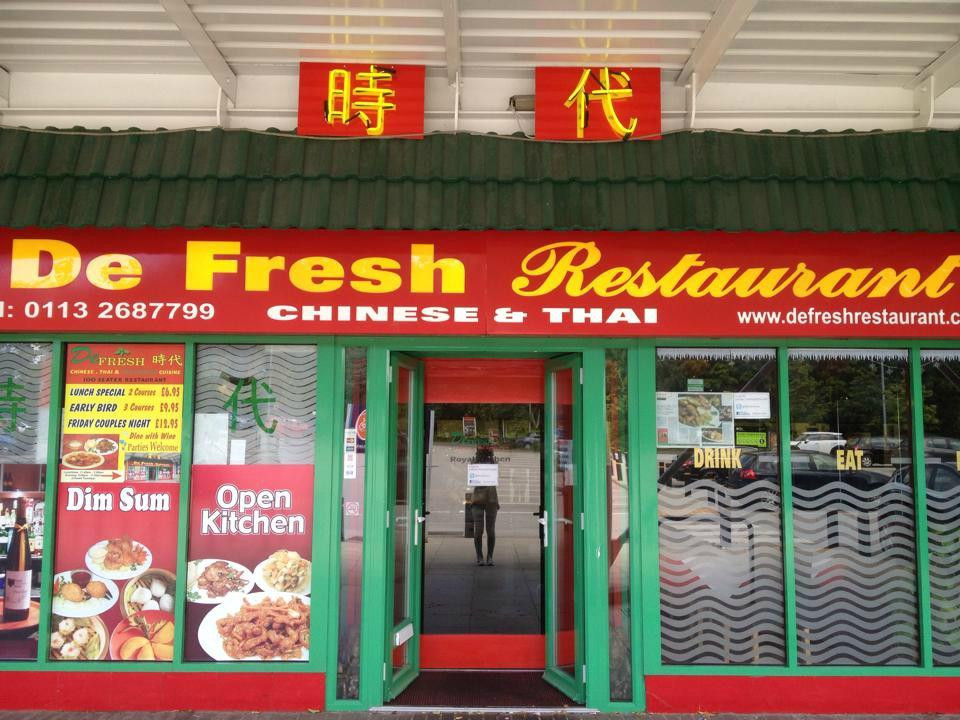 時 代
De Fresh Restaurant
: 0113 2687799 CHINESE & THAI www.defreshrestaurant.c
時
De FRESH 時代
CHINESE, THAI & CUISINE
100 SEATER RESTAURANT
LUNCH SPECIAL 2 Courses £6.95
EARLY BIRD 3 Courses £9.95
FRIDAY COUPLES NIGHT £12.95
Dine with Wine
Parties Welcome
Dim Sum
代
Open
Kitchen
DRINK
EAT